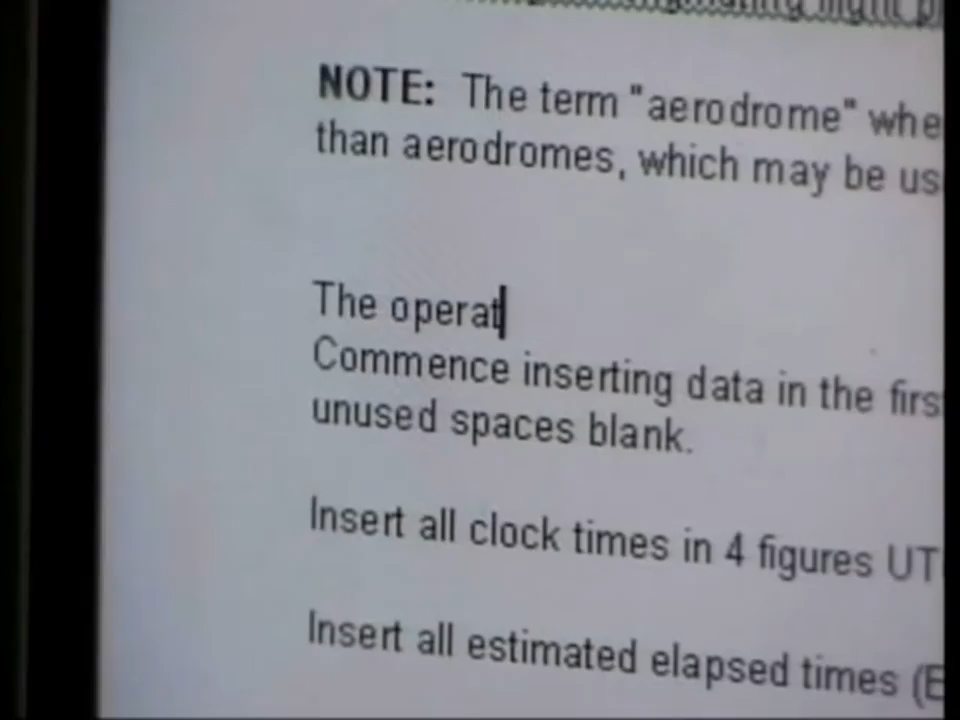 NOTE: The term "aerodrome" whe
than aerodromes, which may be us
The operat
Commence inserting data in the firs
unused spaces blank.
Insert all clock times in 4 figures UT
Insert all estimated elapsed times (E